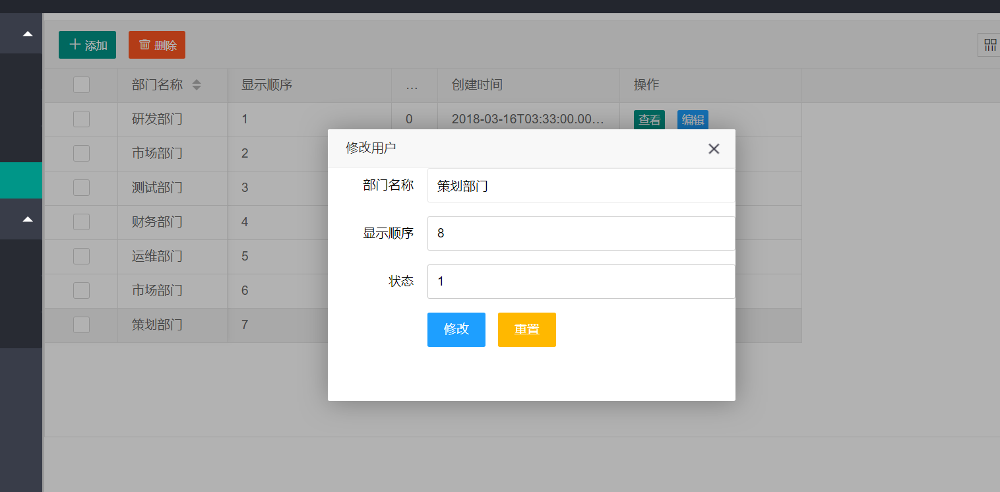 添加 删除
部门名称 显示顺序 ... 创建时间 操作
研发部门 1 0 2018-03-16T03:33:00.00... 查看 编辑
市场部门 2
测试部门 3
财务部门 4
运维部门 5
市场部门 6
策划部门 7
修改用户
部门名称 策划部门
显示顺序 8
状态 1
修改 重置